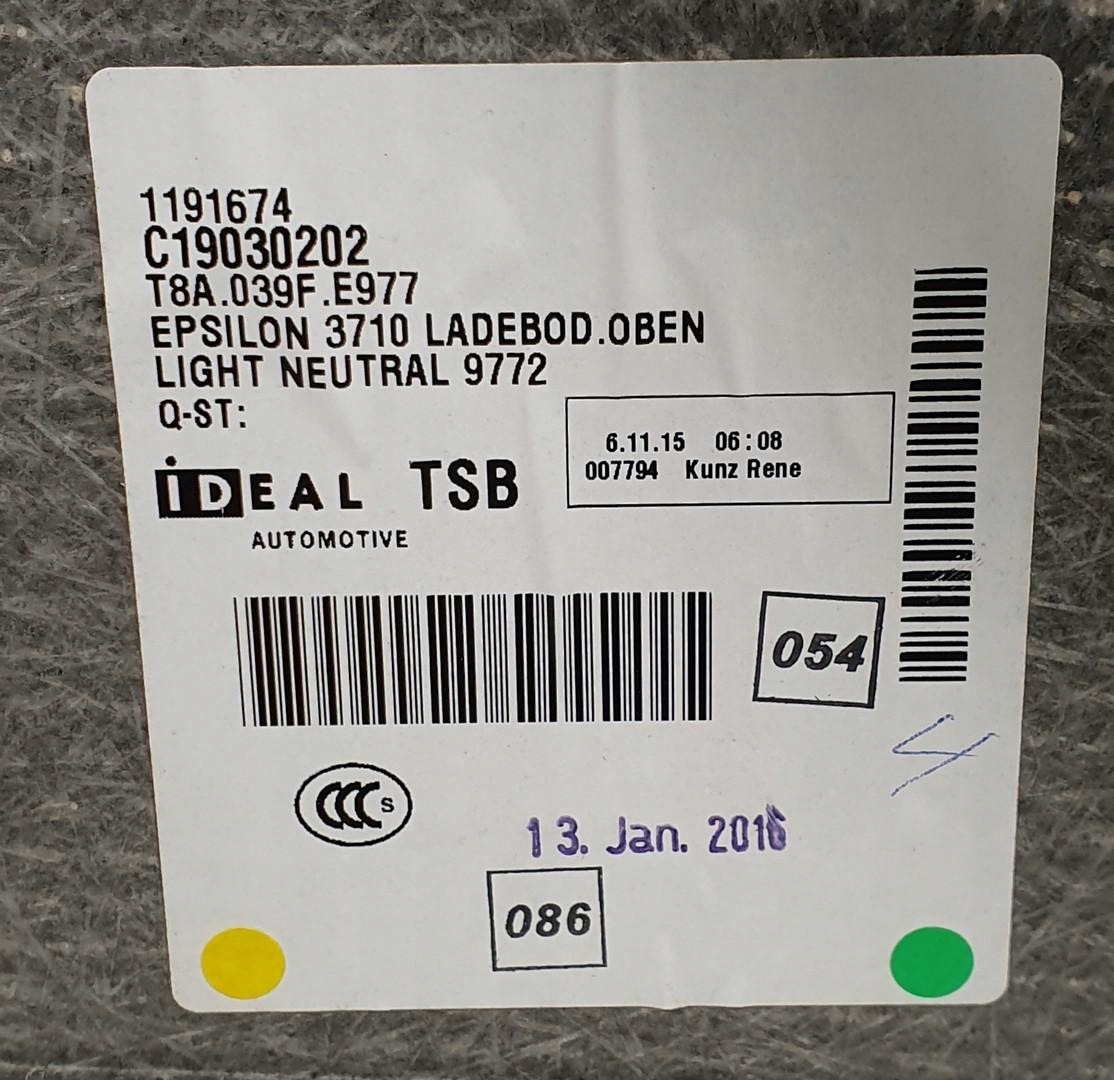 1191674
C19030202
T8A.039F.E977
EPSILON 3710 LADEBOD.OBEN
LIGHT NEUTRAL 9772
Q-ST:
6.11.15 06:08
007794 Kunz Rene
iDEAL TSB
AUTOMOTIVE
054
CCC S
13. Jan. 2016
086